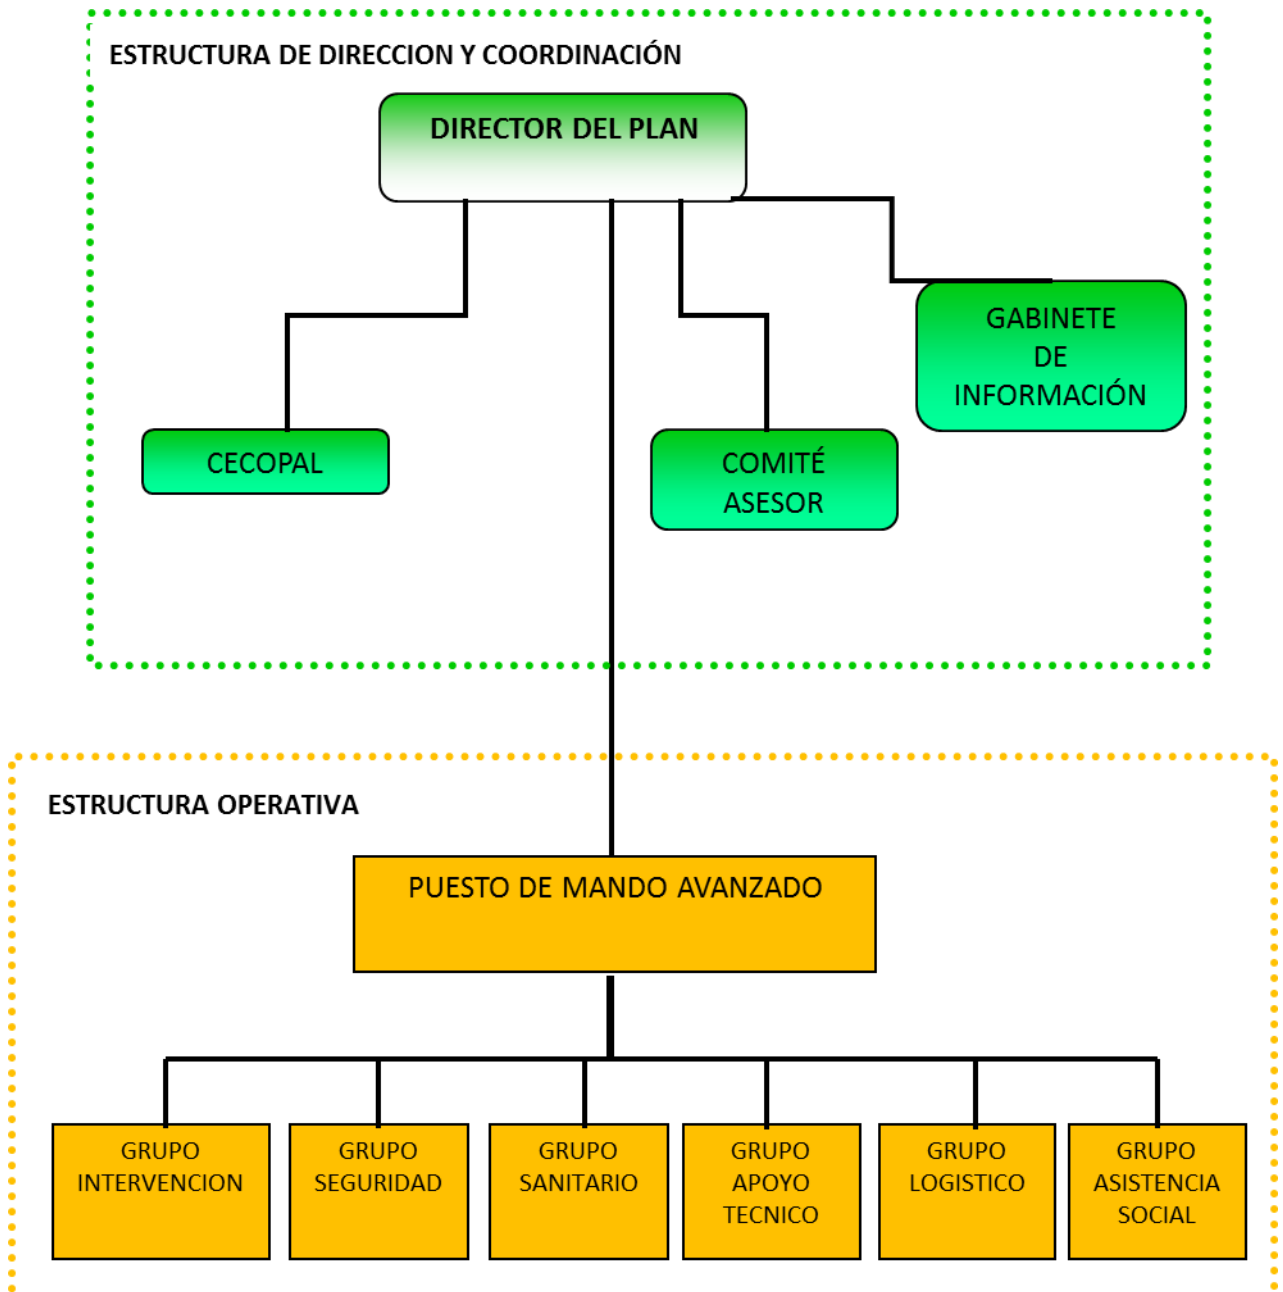 ESTRUCTURA DE DIRECCION Y COORDINACIÓN
DIRECTOR DEL PLAN
GABINETE
DE
INFORMACIÓN
CECOPAL
COMITÉ
ASESOR
ESTRUCTURA OPERATIVA
PUESTO DE MANDO AVANZADO
GRUPO
INTERVENCION
GRUPO
SEGURIDAD
GRUPO
SANITARIO
GRUPO
APOYO
TECNICO
GRUPO
LOGISTICO
GRUPO
ASISTENCIA
SOCIAL